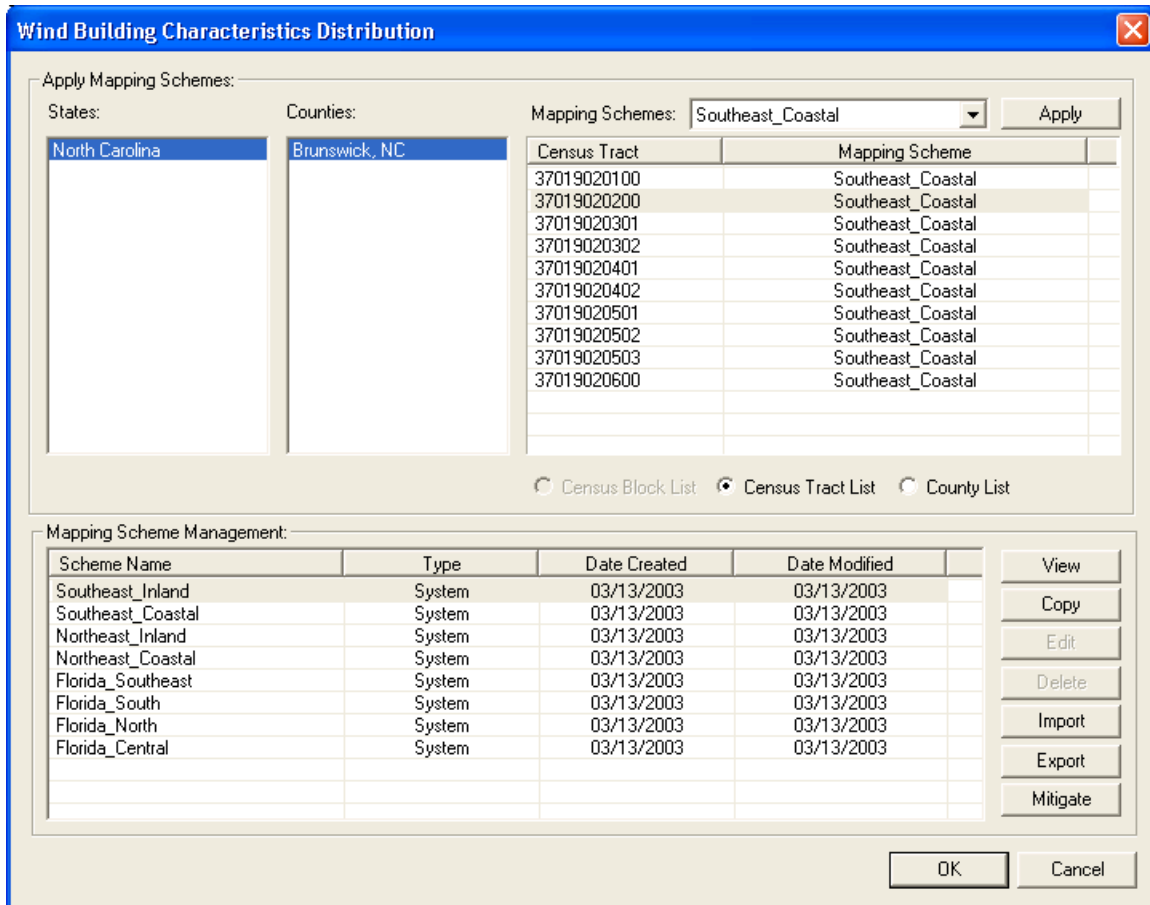 Wind Building Characteristics Distribution
Apply Mapping Schemes:
States:
Counties:
Mapping Schemes: Southeast_Coastal Apply
North Carolina
Brunswick, NC
Census Tract Mapping Scheme
37019020100 Southeast_Coastal
37019020200 Southeast_Coastal
37019020301 Southeast_Coastal
37019020302 Southeast_Coastal
37019020401 Southeast_Coastal
37019020402 Southeast_Coastal
37019020501 Southeast_Coastal
37019020502 Southeast_Coastal
37019020503 Southeast_Coastal
37019020600 Southeast_Coastal
Census Block List Census Tract List County List
Mapping Scheme Management:
Scheme Name Type Date Created Date Modified
Southeast_Inland System 03/13/2003 03/13/2003
Southeast_Coastal System 03/13/2003 03/13/2003
Northeast_Inland System 03/13/2003 03/13/2003
Northeast_Coastal System 03/13/2003 03/13/2003
Florida_Southeast System 03/13/2003 03/13/2003
Florida_South System 03/13/2003 03/13/2003
Florida_North System 03/13/2003 03/13/2003
Florida_Central System 03/13/2003 03/13/2003
View
Copy
Edit
Delete
Import
Export
Mitigate
OK Cancel